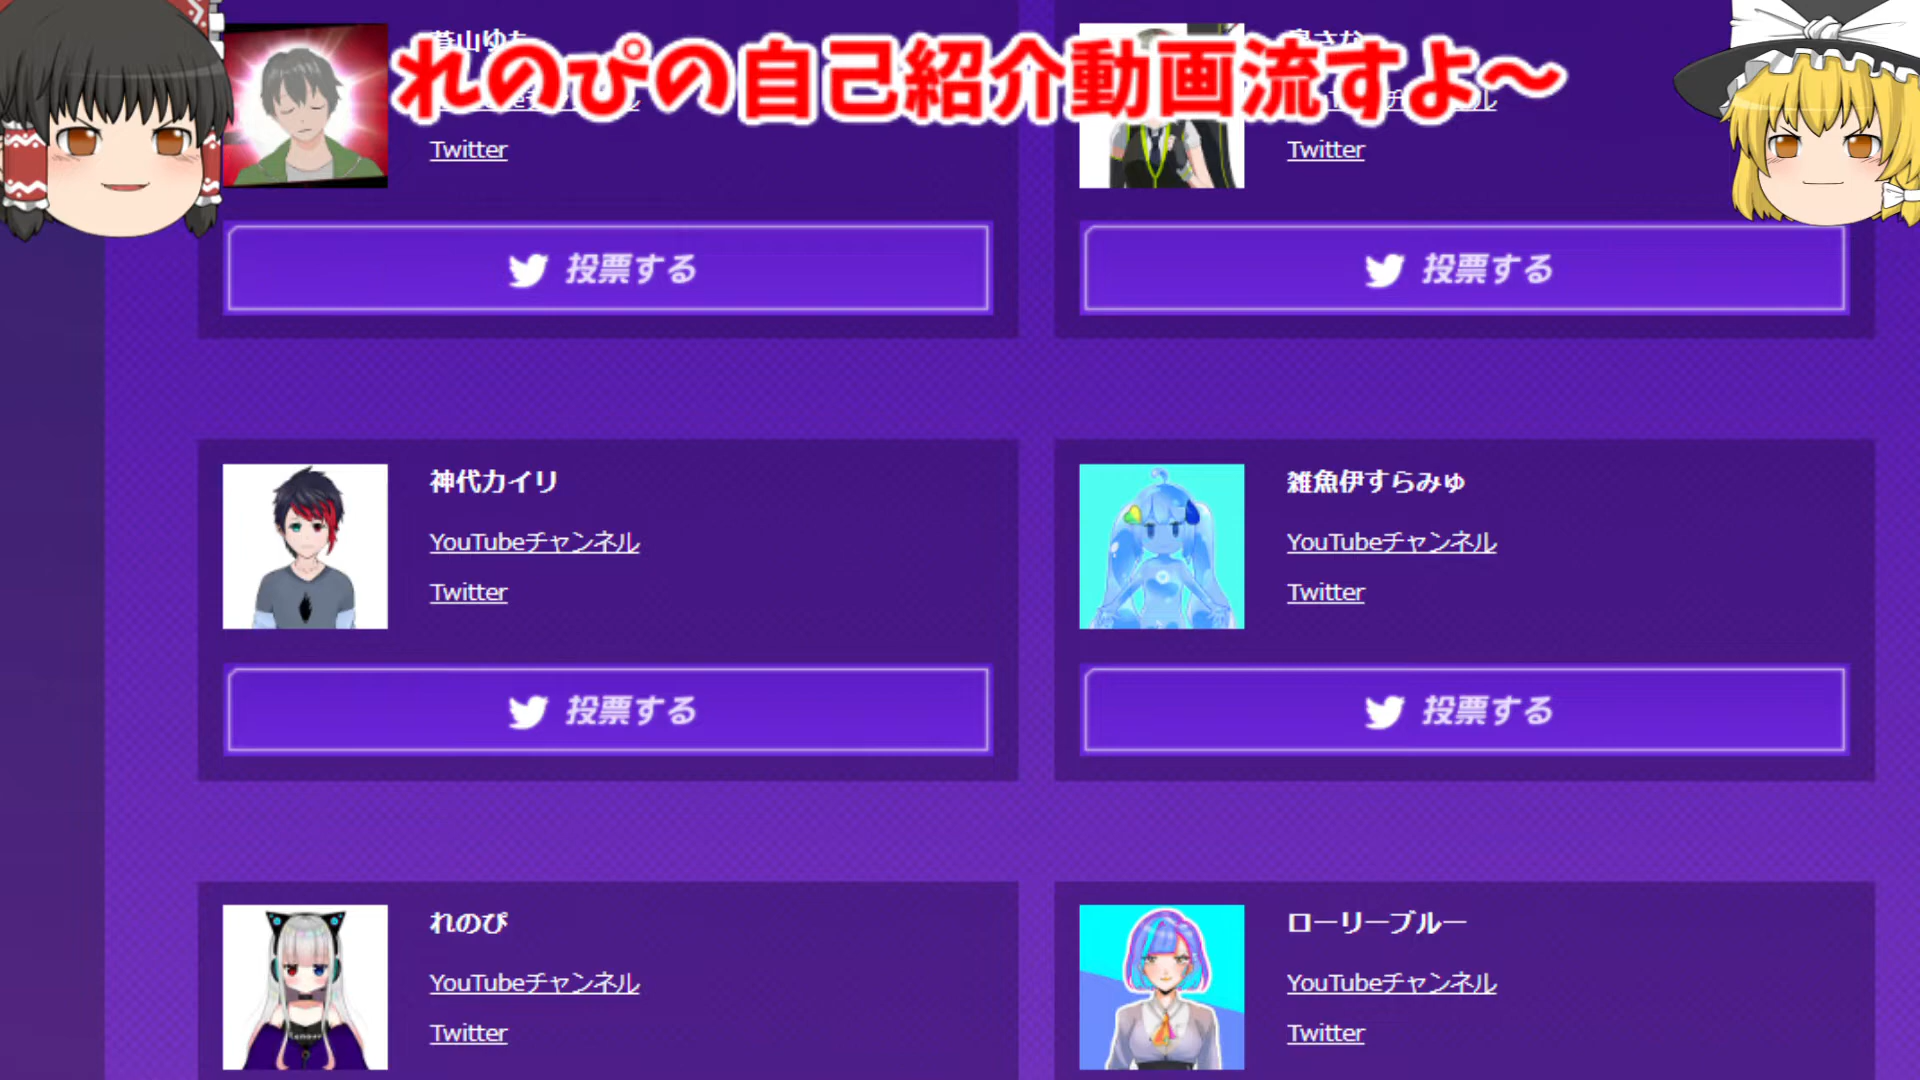 れのぴの自己紹介動画流すよ～
Twitter
Twitter
投票する
投票する
神代カイリ
YouTubeチャンネル
Twitter
雑魚伊すらみゅ
YouTubeチャンネル
Twitter
投票する
投票する
れのぴ
YouTubeチャンネル
Twitter
ローリーブルー
YouTubeチャンネル
Twitter